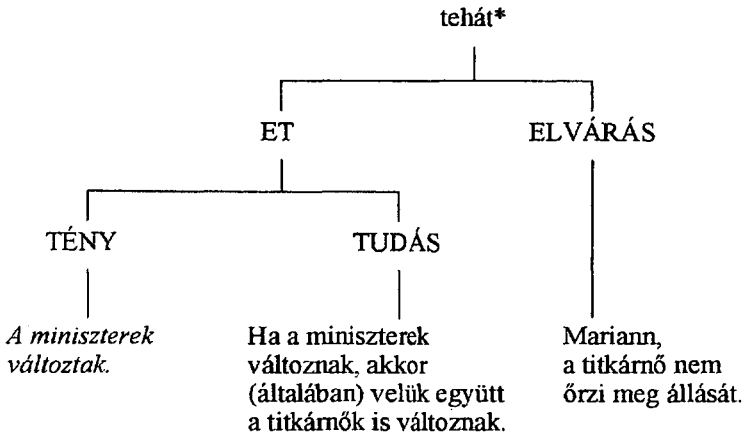 tehát*
ET
ELVÁRÁS
TÉNY
TUDÁS
A miniszterek
változtak.
Ha a miniszterek
változnak, akkor
(általában) velük együtt
a titkárnők is változnak.
Mariann,
a titkárnő nem
őrzi meg állását.